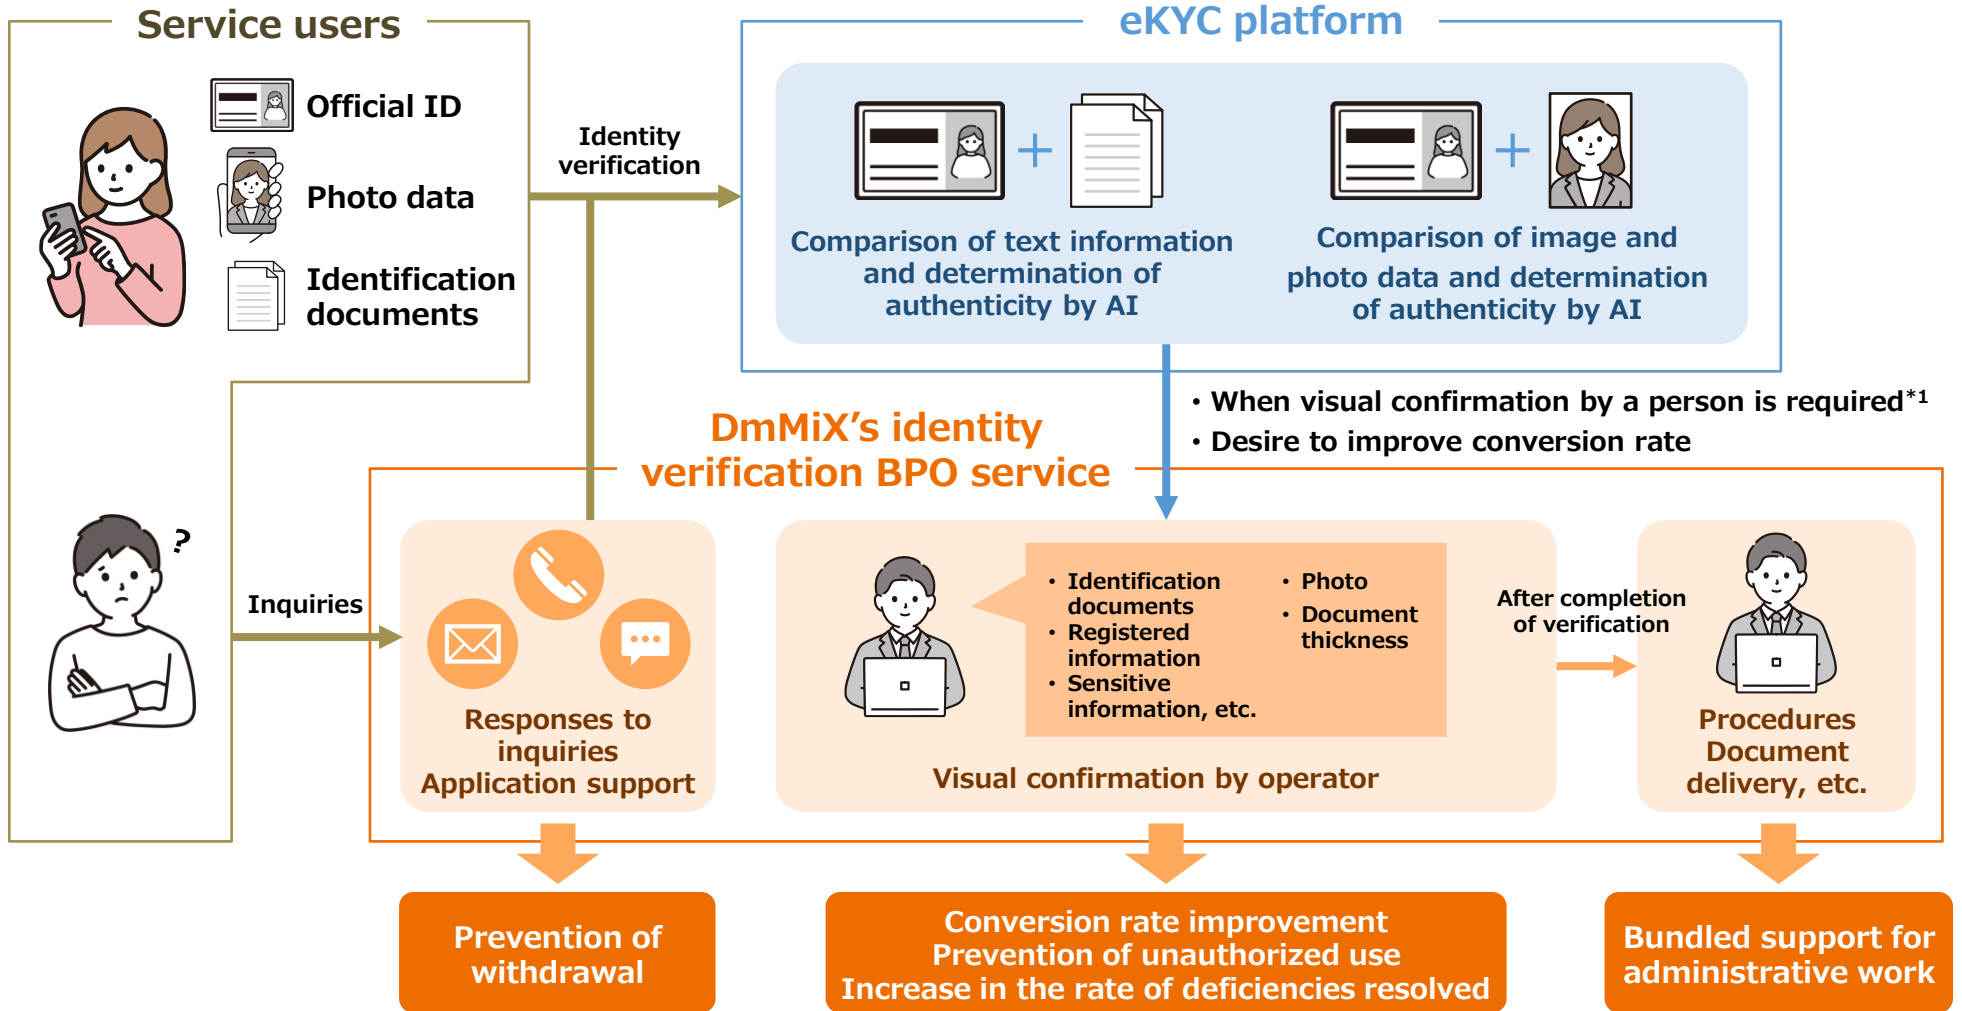 Service users
Official ID
Photo data
Identification
documents
Identity
verification
eKYC platform
Comparison of text information
and determination of
authenticity by AI
Comparison of image and
photo data and determination
of authenticity by AI
・When visual confirmation by a person is required*1
・Desire to improve conversion rate
DmMiX’s identity
verification BPO service
?
Inquiries
Responses to
inquiries
Application support
・Identification
documents
・Registered
information
・Sensitive
information, etc.
・Photo
・Document
thickness
Visual confirmation by operator
After completion
of verification
Procedures
Document
delivery, etc.
Prevention of
withdrawal
Conversion rate improvement
Prevention of unauthorized use
Increase in the rate of deficiencies resolved
Bundled support for
administrative work